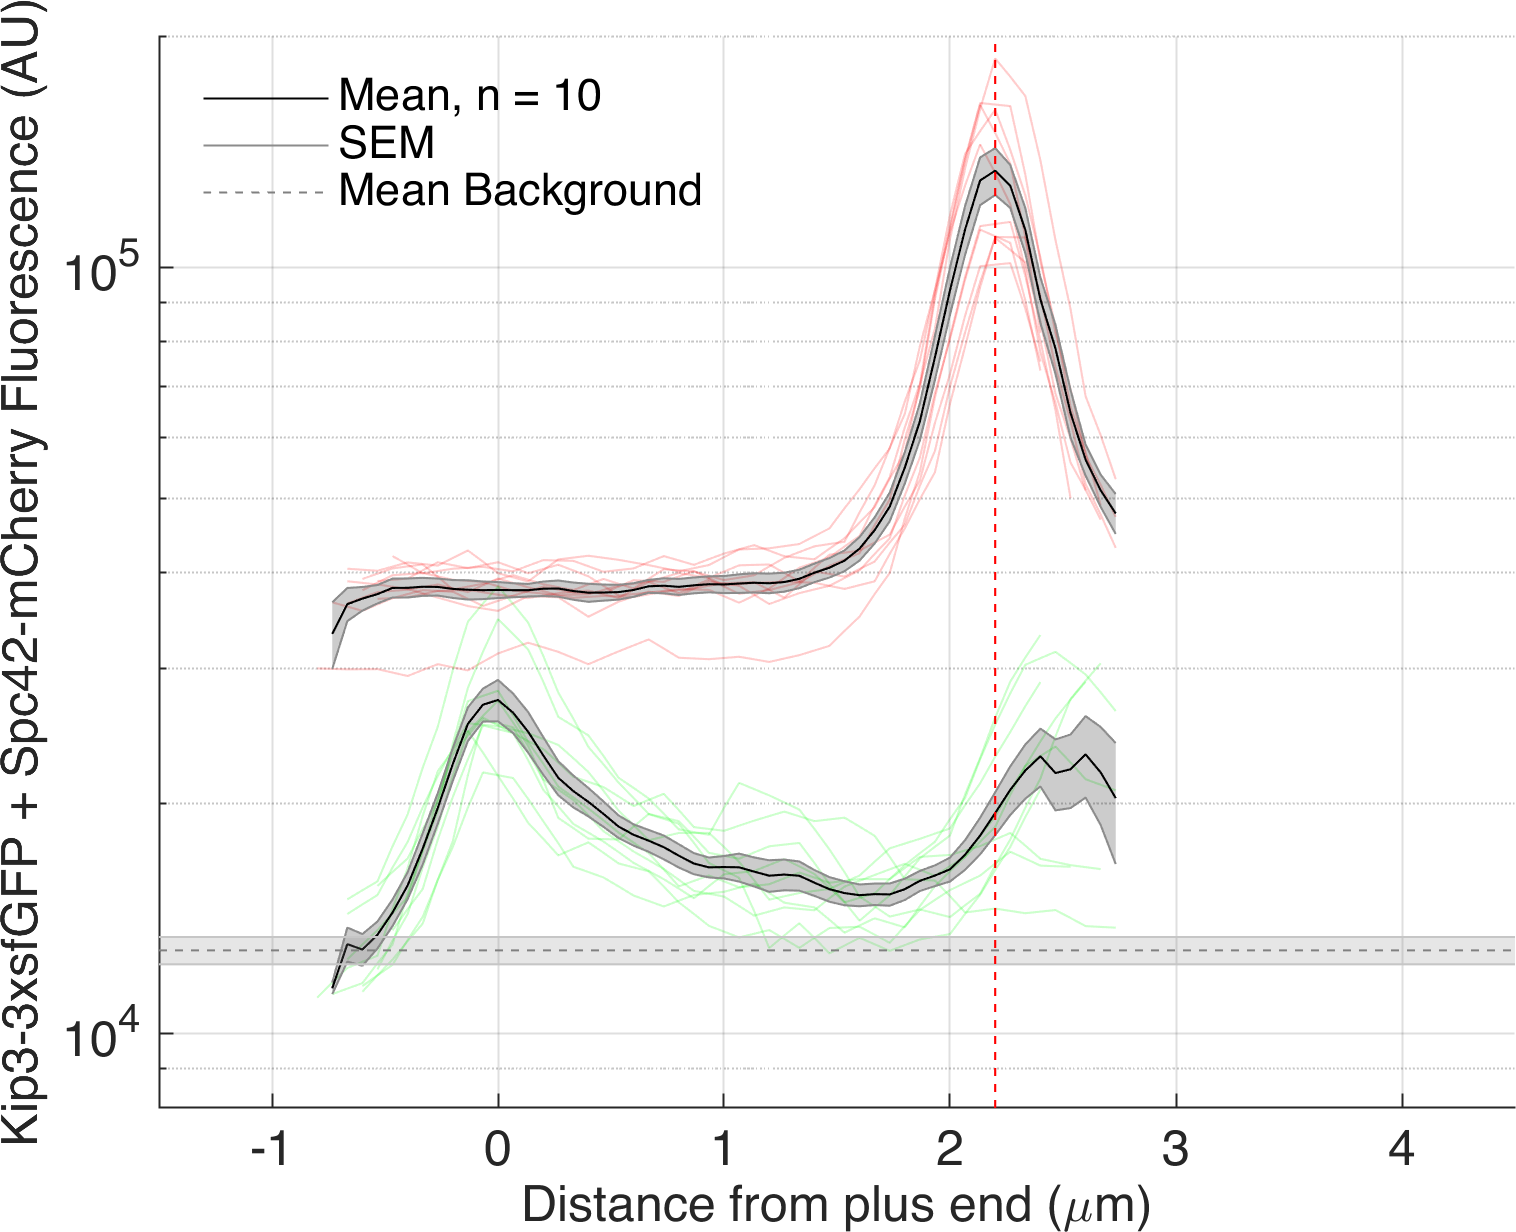 Kip3-3xsfGFP + Spc42-mCherry Fluorescence (AU)
Mean, n = 10
SEM
Mean Background
10^5
10^4
-1 0 1 2 3 4
Distance from plus end (μm)